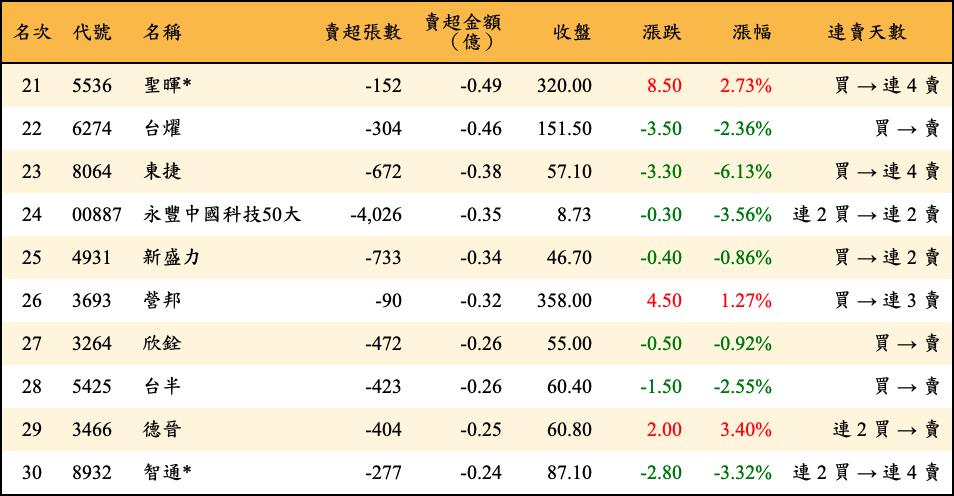 名次 代號 名稱 賣超張數 賣超金額（億） 收盤 漲跌 漲幅 連賣天數
21 5536 聖暉* -152 -0.49 320.00 8.50 2.73% 買 → 連 4 賣
22 6274 台燿 -304 -0.46 151.50 -3.50 -2.36% 買 → 賣
23 8064 東捷 -672 -0.38 57.10 -3.30 -6.13% 買 → 連 4 賣
24 00887 永豐中國科技50大 -4,026 -0.35 8.73 -0.30 -3.56% 連 2 買 → 連 2 賣
25 4931 新盛力 -733 -0.34 46.70 -0.40 -0.86% 買 → 連 2 賣
26 3693 營邦 -90 -0.32 358.00 4.50 1.27% 買 → 連 3 賣
27 3264 欣銓 -472 -0.26 55.00 -0.50 -0.92% 買 → 賣
28 5425 台半 -423 -0.26 60.40 -1.50 -2.55% 買 → 賣
29 3466 德晉 -404 -0.25 60.80 2.00 3.40% 連 2 買 → 賣
30 8932 智通* -277 -0.24 87.10 -2.80 -3.32% 連 2 買 → 連 4 賣